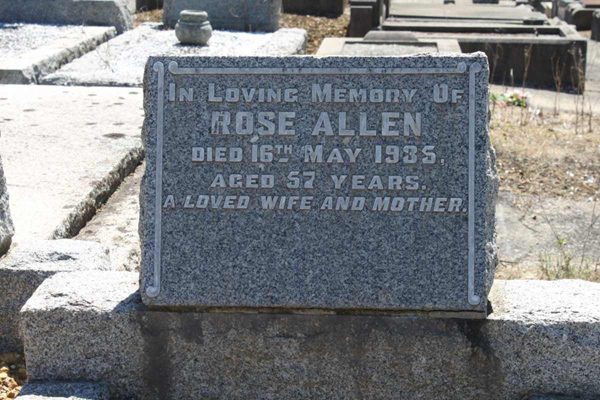 In Loving Memory Of
ROSE ALLEN
DIED 16TH MAY 1935,
AGED 57 YEARS.
A LOVED WIFE AND MOTHER.